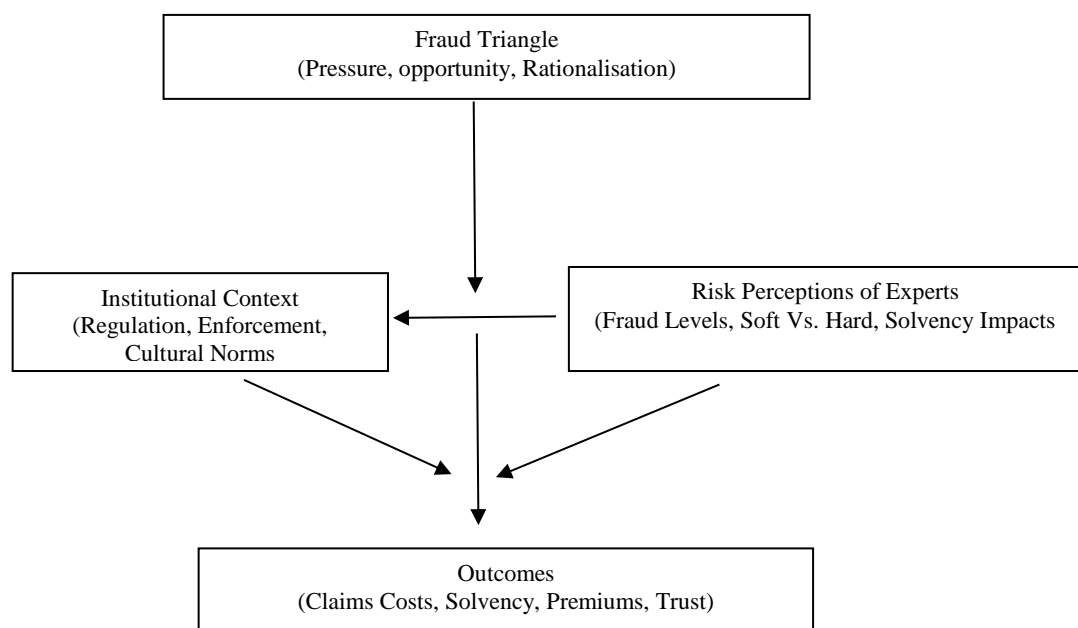 Fraud Triangle
(Pressure, opportunity, Rationalisation)
Institutional Context
(Regulation, Enforcement,
Cultural Norms
Risk Perceptions of Experts
(Fraud Levels, Soft Vs. Hard, Solvency Impacts
Outcomes
(Claims Costs, Solvency, Premiums, Trust)